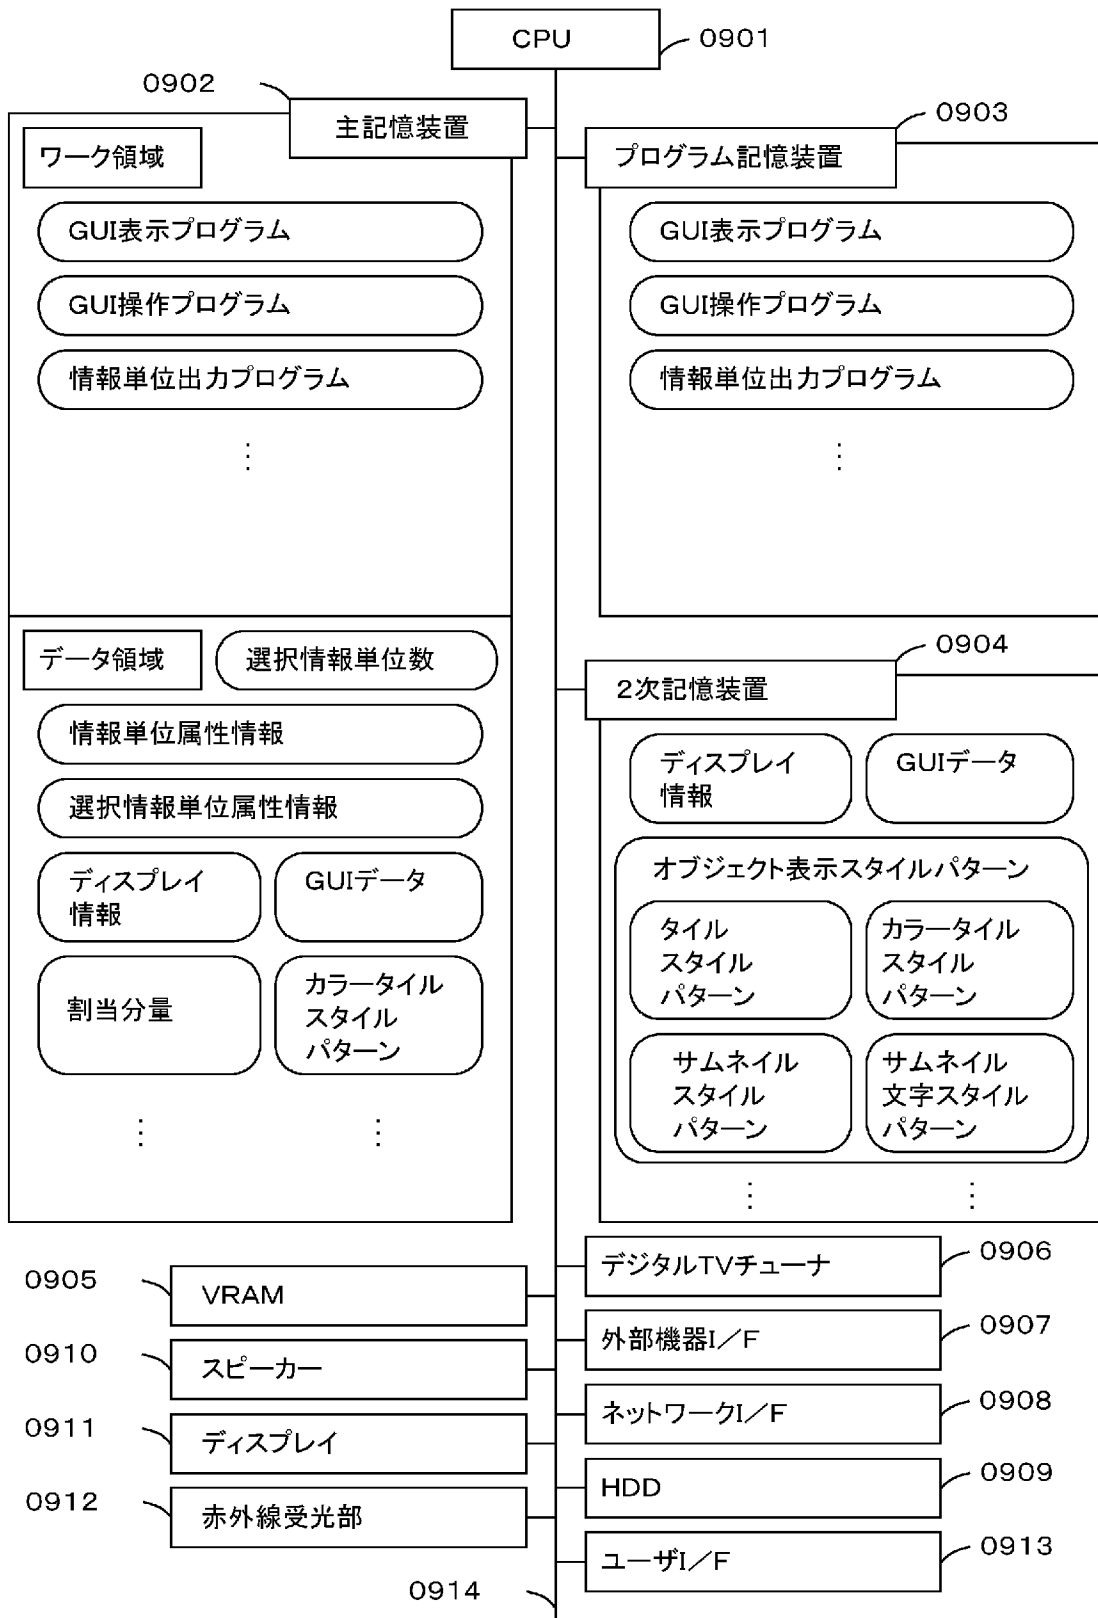 CPU
0901
0902
主記憶装置
ワーク領域
GUI表示プログラム
GUI操作プログラム
情報単位出力プログラム
⋮
0903
プログラム記憶装置
GUI表示プログラム
GUI操作プログラム
情報単位出力プログラム
⋮
データ領域
選択情報単位数
情報単位属性情報
選択情報単位属性情報
ディスプレイ
情報
GUIデータ
割当分量
カラータイル
スタイル
パターン
⋮
⋮
0904
2次記憶装置
ディスプレイ
情報
GUIデータ
オブジェクト表示スタイルパターン
タイル
スタイル
パターン
カラータイル
スタイル
パターン
サムネイル
スタイル
パターン
サムネイル
文字スタイル
パターン
⋮
⋮
0905
VRAM
0910
スピーカー
0911
ディスプレイ
0912
赤外線受光部
デジタルTVチューナ
0906
外部機器I/F
0907
ネットワークI/F
0908
HDD
0909
ユーザI/F
0913
0914